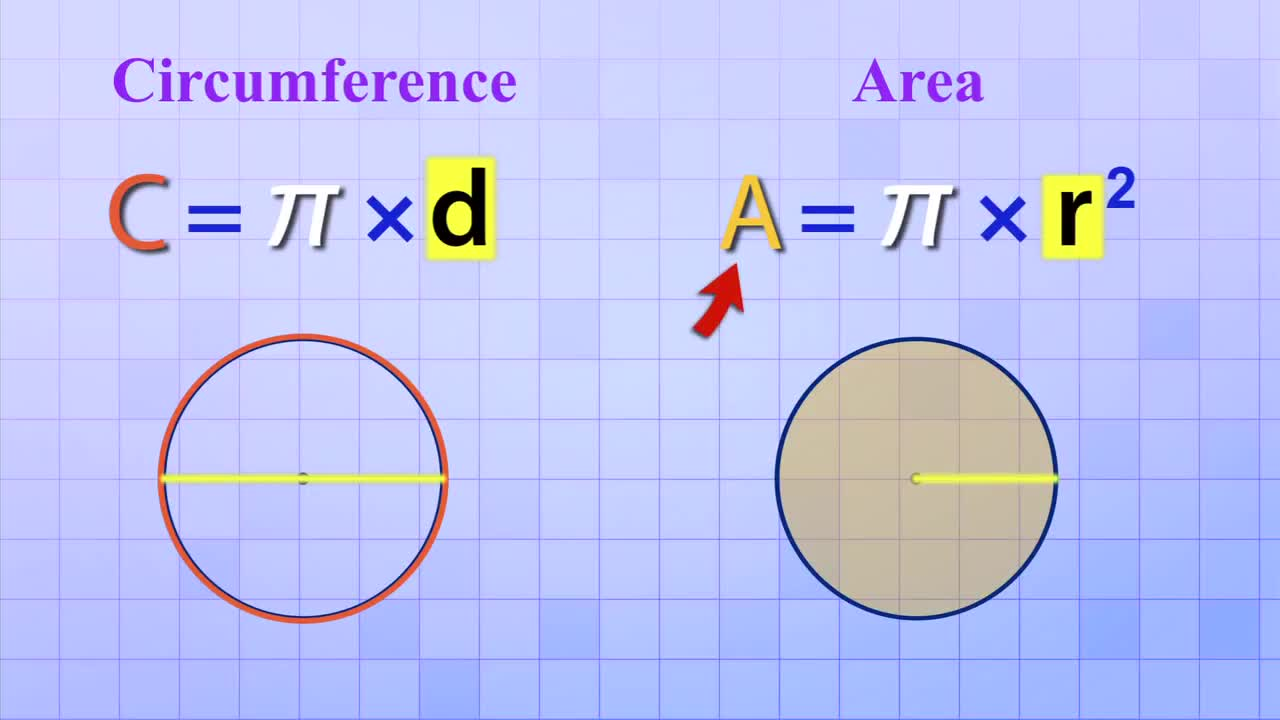 Circumference
C = π × d
Area
A = π × r²